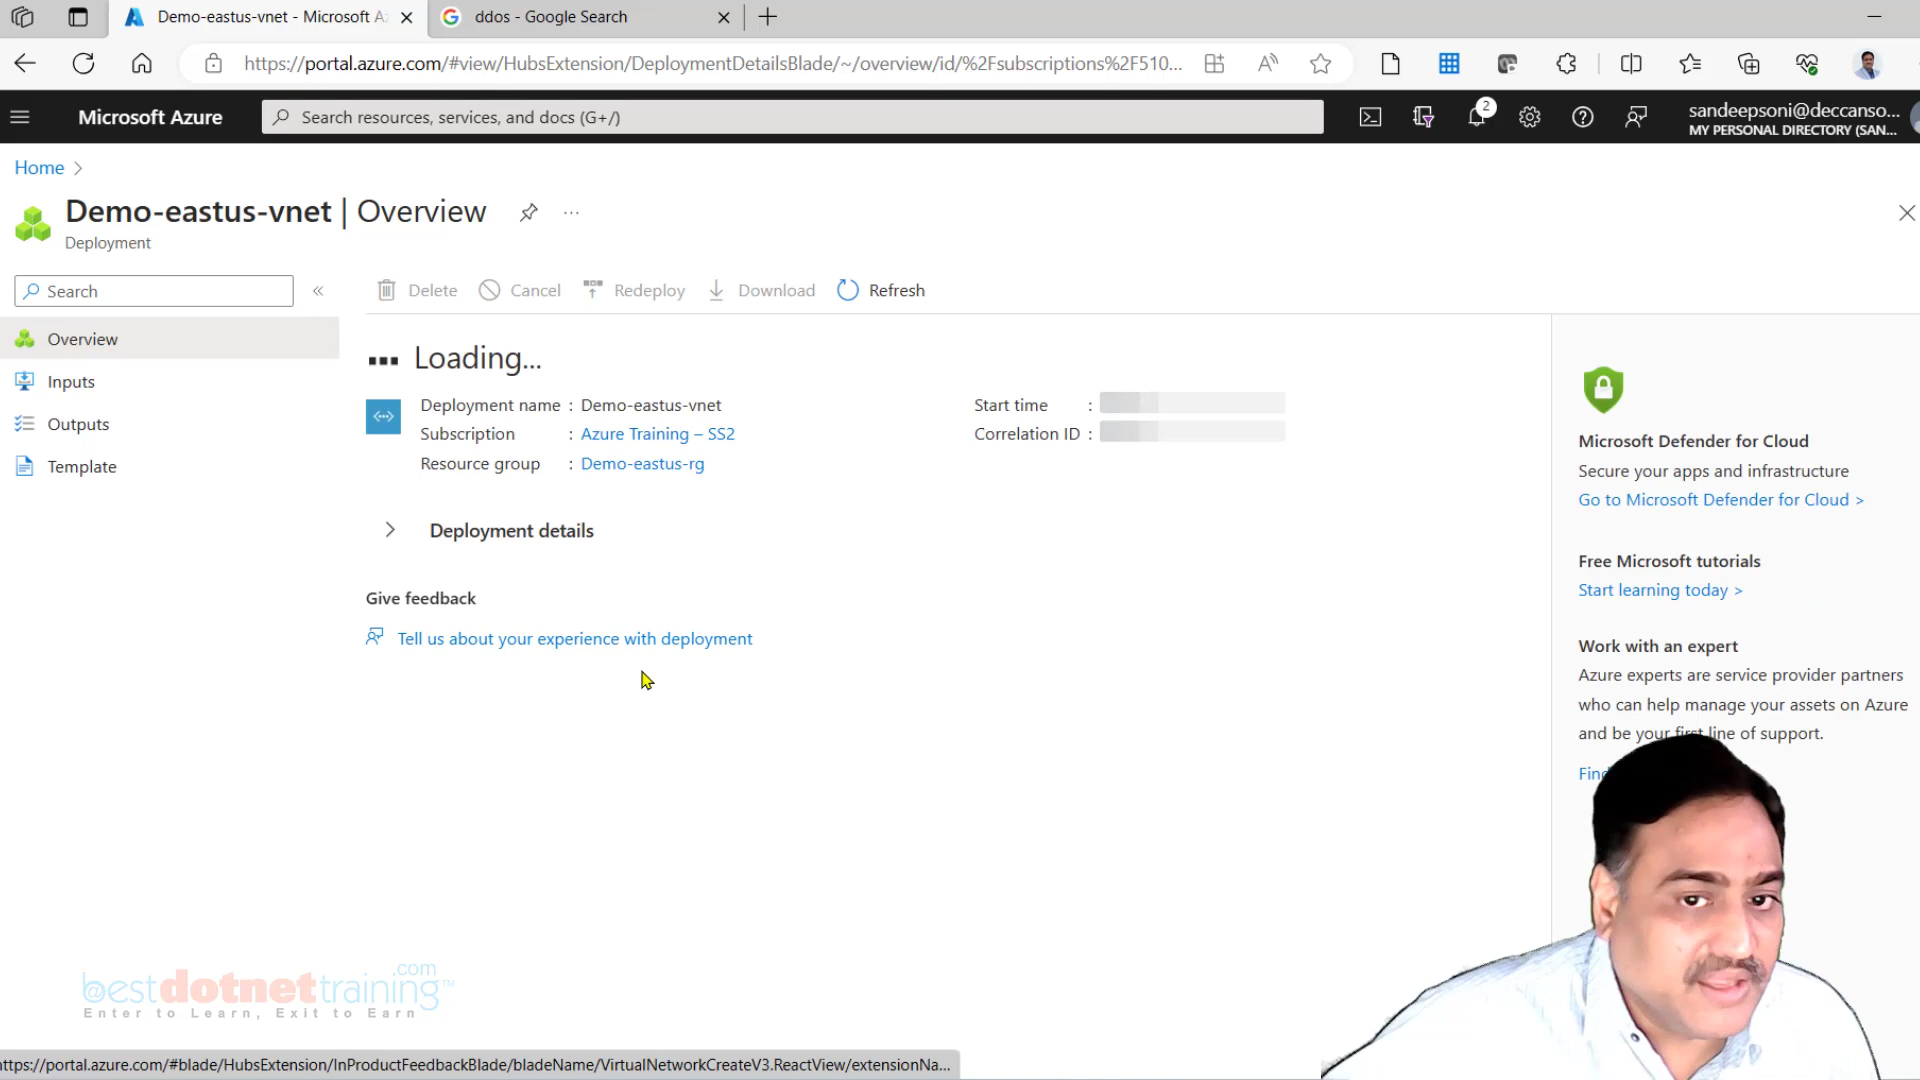 Demo-eastus-vnet - Microsoft Az
ddos - Google Search
https://portal.azure.com/#view/HubsExtension/DeploymentDetailsBlade/~/overview/id/%2Fsubscriptions%2F510...
Microsoft Azure
Search resources, services, and docs (G+/)
2
sandeepsoni@deccanso...
MY PERSONAL DIRECTORY (SAN...
Home
Demo-eastus-vnet | Overview
Deployment
Search
Delete
Cancel
Redeploy
Download
Refresh
Overview
Inputs
Outputs
Template
Loading...
Deployment name : Demo-eastus-vnet
Subscription : Azure Training – SS2
Resource group : Demo-eastus-rg
Start time :
Correlation ID :
Deployment details
Give feedback
Tell us about your experience with deployment
Microsoft Defender for Cloud
Secure your apps and infrastructure
Go to Microsoft Defender for Cloud >
Free Microsoft tutorials
Start learning today >
Work with an expert
Azure experts are service provider partners
who can help manage your assets on Azure
and be your first line of support.
Find
@bestdotnettraining.com™
Enter to Learn, Exit to Earn
https://portal.azure.com/#blade/HubsExtension/InProductFeedbackBlade/bladeName/VirtualNetworkCreateV3.ReactView/extensionNa...